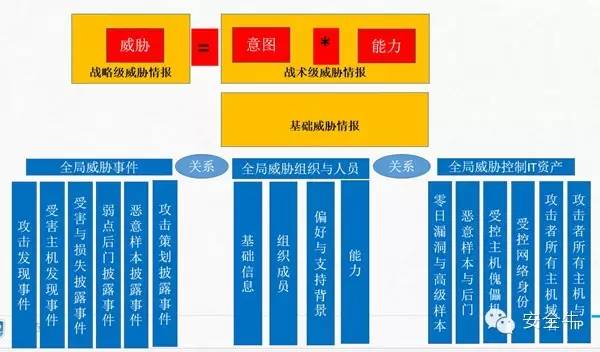 威胁 = 意图 * 能力
战略级威胁情报 战术级威胁情报
基础威胁情报
全局威胁事件 关系 全局威胁组织与人员 关系 全局威胁控制IT资产
攻击发现事件
受害主机发现事件
受害与损失披露事件
弱点后门披露事件
恶意样本披露事件
攻击策划披露事件
基础信息
组织成员
偏好与支持背景
能力
零日漏洞与高级样本
恶意样本与后门
受控主机傀儡机
受控网络身份
攻击者所有主机域名
攻击者所有主机与IP
安全牛